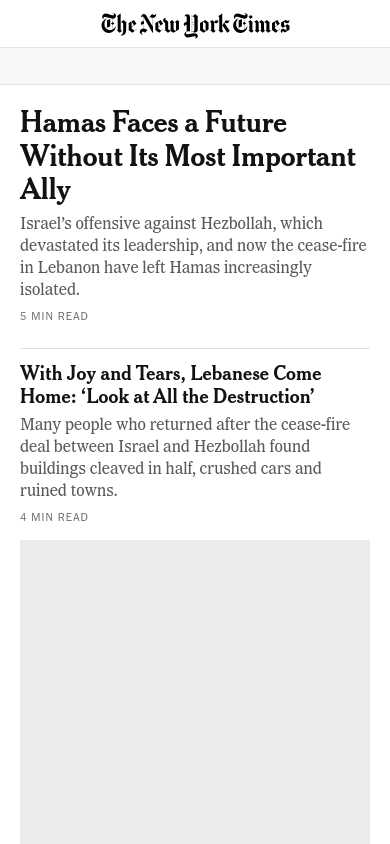 The New York Times
Hamas Faces a Future
Without Its Most Important
Ally
Israel’s offensive against Hezbollah, which
devastated its leadership, and now the cease-fire
in Lebanon have left Hamas increasingly
isolated.
5 MIN READ
With Joy and Tears, Lebanese Come
Home: ‘Look at All the Destruction’
Many people who returned after the cease-fire
deal between Israel and Hezbollah found
buildings cleaved in half, crushed cars and
ruined towns.
4 MIN READ